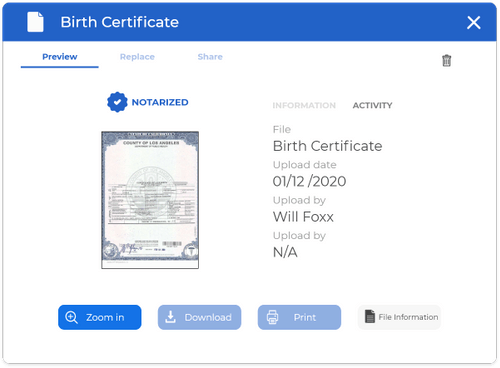 Birth Certificate
Preview
Replace
Share
NOTARIZED
INFORMATION
ACTIVITY
COUNTY OF LOS ANGELES
File
Birth Certificate
Upload date
01/12 /2020
Upload by
Will Foxx
Upload by
N/A
Zoom in
Download
Print
File Information